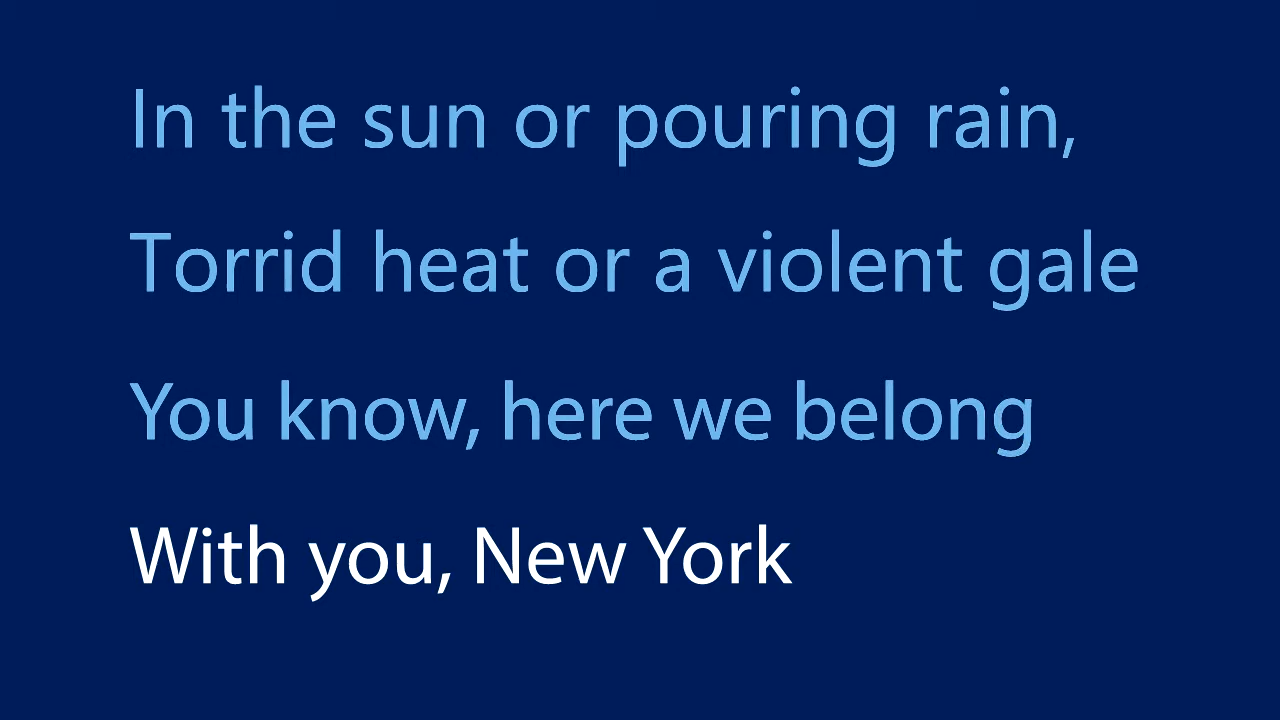 In the sun or pouring rain,
Torrid heat or a violent gale
You know, here we belong
With you, New York